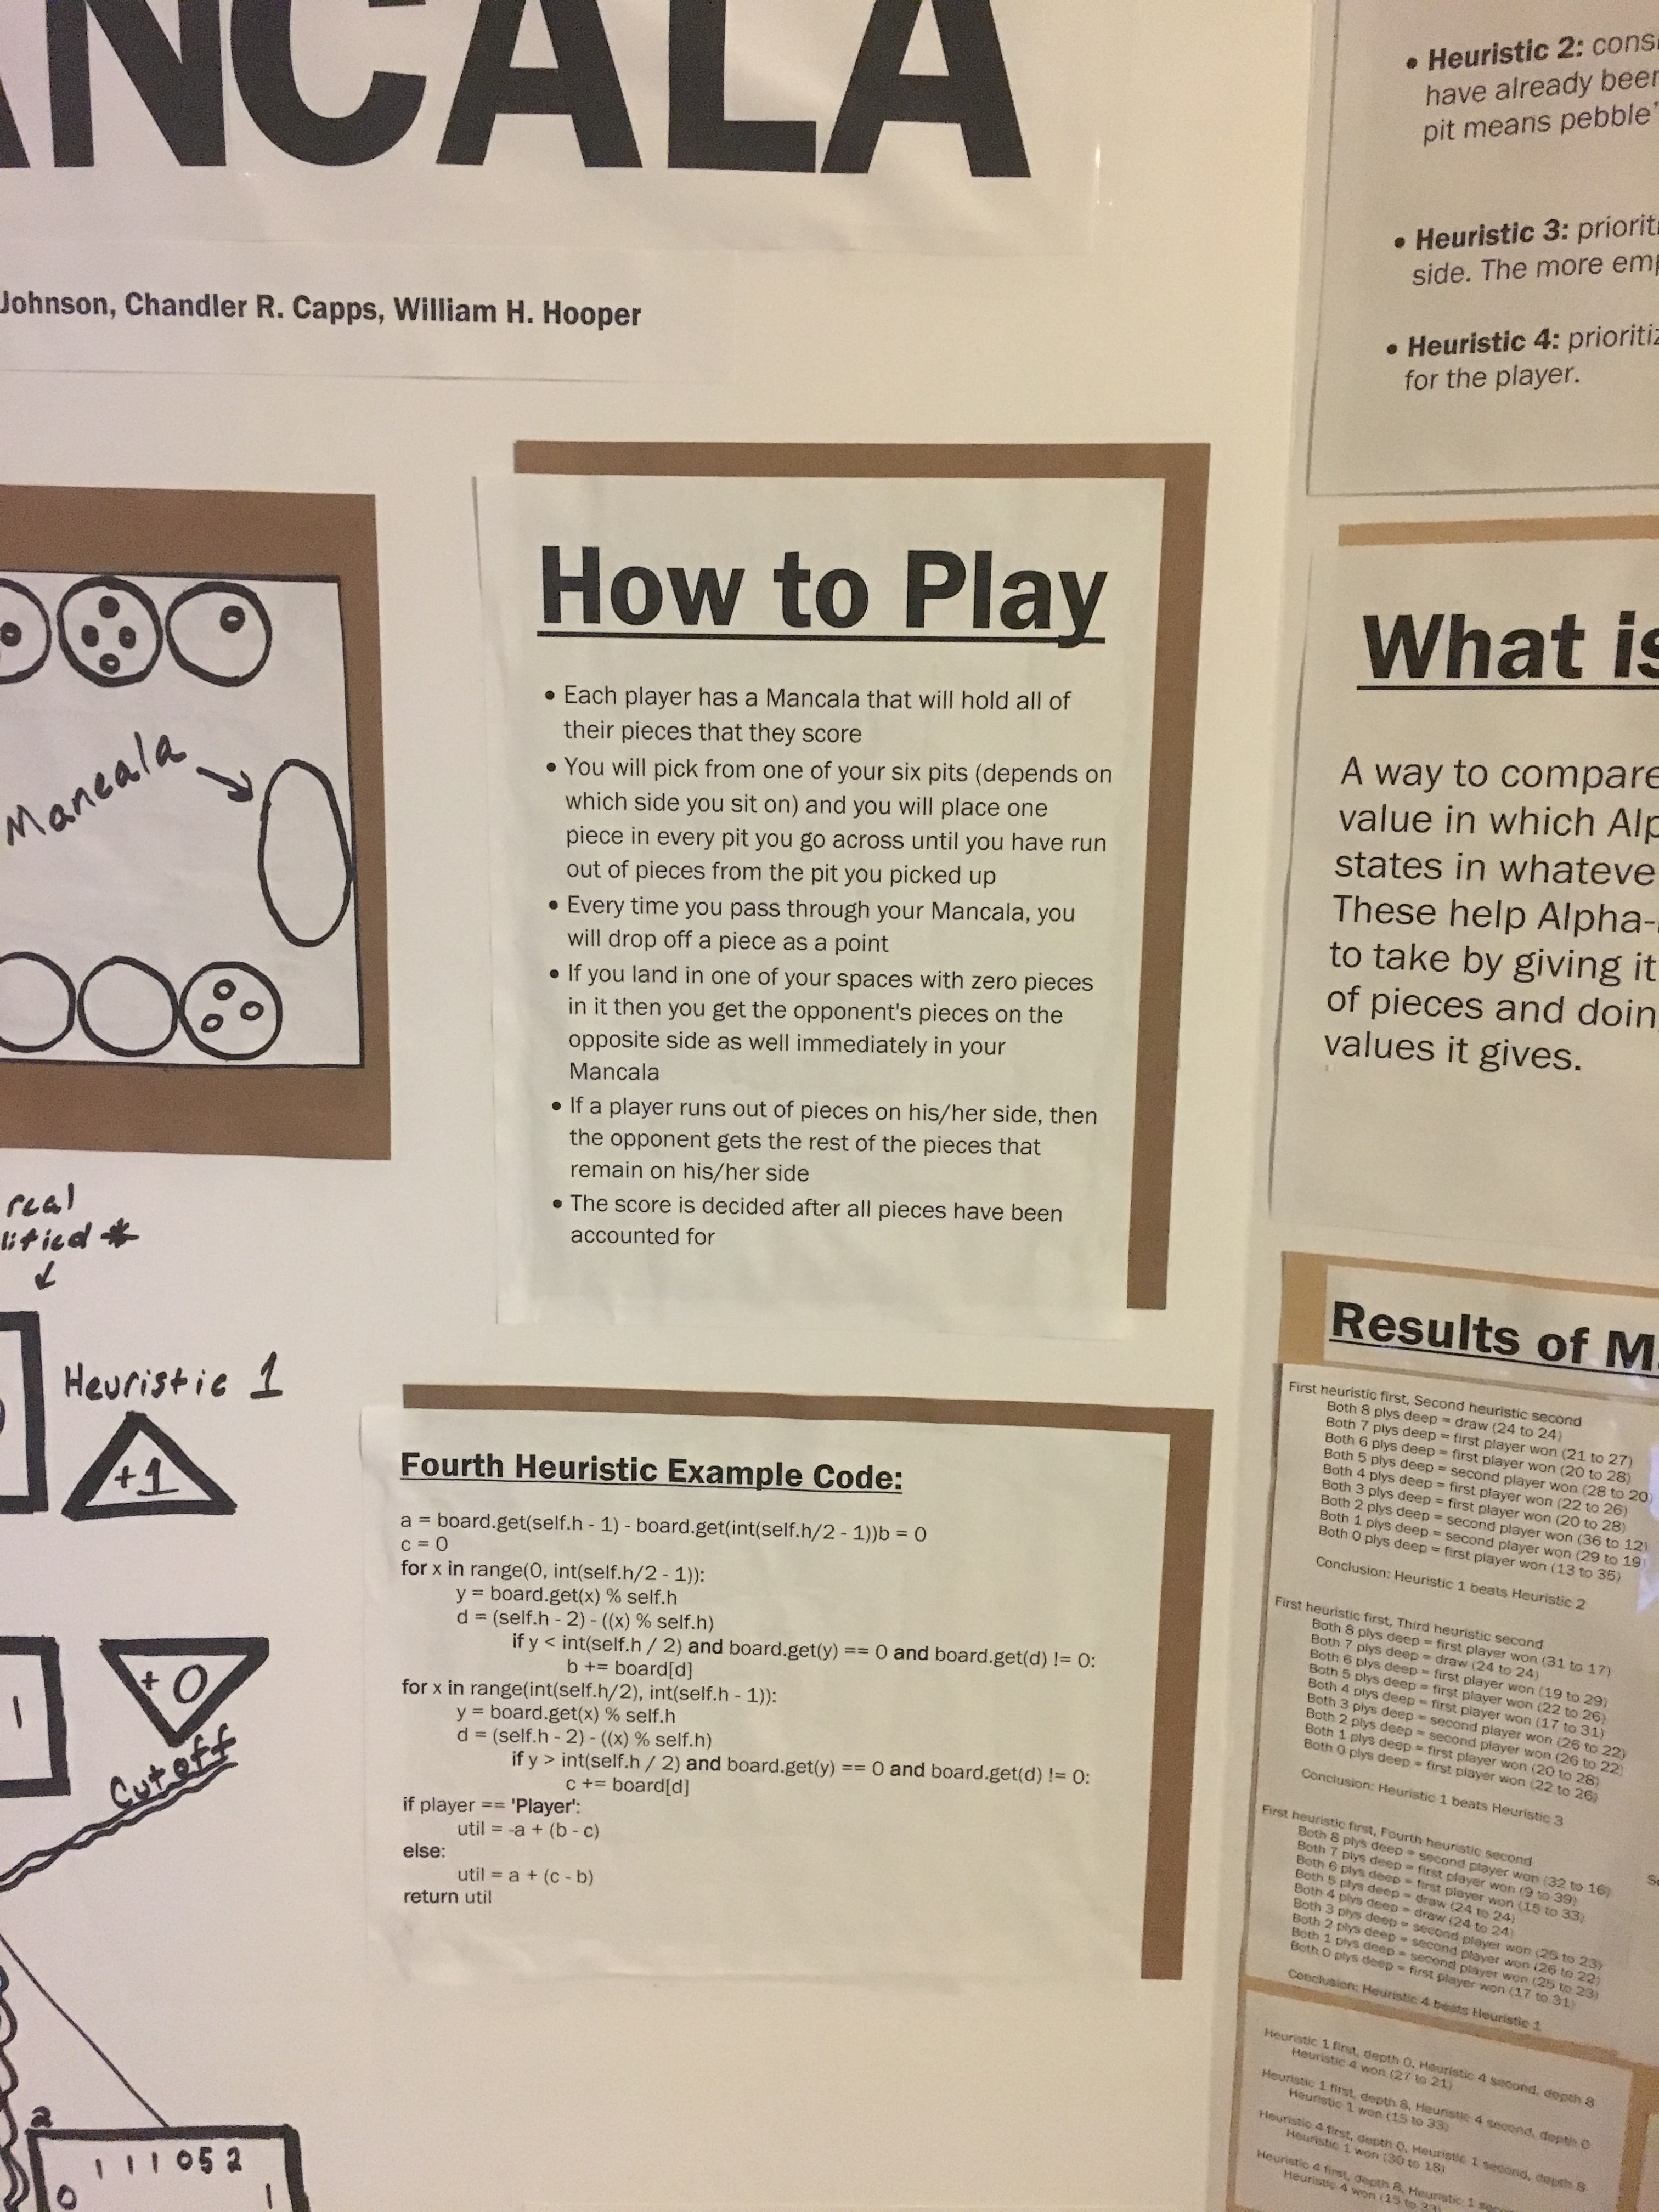 ANCALA
Johnson, Chandler R. Capps, William H. Hooper
Mancala
real
Heuristic 1
+1
+0
Cutoff
1
2
1 1 1 0 5 2
0
1
How to Play
• Each player has a Mancala that will hold all of
their pieces that they score
• You will pick from one of your six pits (depends on
which side you sit on) and you will place one
piece in every pit you go across until you have run
out of pieces from the pit you picked up
• Every time you pass through your Mancala, you
will drop off a piece as a point
• If you land in one of your spaces with zero pieces
in it then you get the opponent's pieces on the
opposite side as well immediately in your
Mancala
• If a player runs out of pieces on his/her side, then
the opponent gets the rest of the pieces that
remain on his/her side
• The score is decided after all pieces have been
accounted for
Fourth Heuristic Example Code:
a = board.get(self.h - 1) - board.get(int(self.h/2 - 1))b = 0
c = 0
for x in range(0, int(self.h/2 - 1)):
y = board.get(x) % self.h
d = (self.h - 2) - ((x) % self.h)
if y < int(self.h / 2) and board.get(y) == 0 and board.get(d) != 0:
b += board[d]
for x in range(int(self.h/2), int(self.h - 1)):
y = board.get(x) % self.h
d = (self.h - 2) - ((x) % self.h)
if y > int(self.h / 2) and board.get(y) == 0 and board.get(d) != 0:
c += board[d]
if player == 'Player':
util = -a + (b - c)
else:
util = a + (c - b)
return util
• Heuristic 2: cons
have already been
pit means pebble'
• Heuristic 3: priorit
side. The more emp
• Heuristic 4: prioritiz
for the player.
What is
A way to compare
value in which Alp
states in whateve
These help Alpha-
to take by giving it
of pieces and doin
values it gives.
Results of M
First heuristic first, Second heuristic second
Both 8 plys deep = draw (24 to 24)
Both 7 plys deep = first player won (21 to 27)
Both 6 plys deep = first player won (20 to 28)
Both 5 plys deep = second player won (28 to 20)
Both 4 plys deep = first player won (22 to 26)
Both 3 plys deep = first player won (20 to 28)
Both 2 plys deep = second player won (36 to 12)
Both 1 plys deep = second player won (29 to 19)
Both 0 plys deep = first player won (13 to 35)
Conclusion: Heuristic 1 beats Heuristic 2
First heuristic first, Third heuristic second
Both 8 plys deep = first player won (31 to 17)
Both 7 plys deep = draw (24 to 24)
Both 6 plys deep = first player won (19 to 29)
Both 5 plys deep = first player won (22 to 26)
Both 4 plys deep = first player won (17 to 31)
Both 3 plys deep = second player won (26 to 22)
Both 2 plys deep = second player won (26 to 22)
Both 1 plys deep = first player won (20 to 28)
Both 0 plys deep = first player won (22 to 26)
Conclusion: Heuristic 1 beats Heuristic 3
First heuristic first, Fourth heuristic second
Both 8 plys deep = second player won (32 to 16)
Both 7 plys deep = first player won (9 to 39)
Both 6 plys deep = first player won (15 to 33)
Both 5 plys deep = draw (24 to 24)
Both 4 plys deep = draw (24 to 24)
Both 3 plys deep = second player won (25 to 23)
Both 2 plys deep = second player won (26 to 22)
Both 1 plys deep = second player won (25 to 23)
Both 0 plys deep = first player won (17 to 31)
Conclusion: Heuristic 4 beats Heuristic 1
Heuristic 1 first, depth 0, Heuristic 4 second, depth 8
Heuristic 4 won (27 to 21)
Heuristic 1 first, depth 8, Heuristic 4 second, depth 0
Heuristic 1 won (15 to 33)
Heuristic 4 first, depth 0, Heuristic 1 second, depth 8
Heuristic 1 won (30 to 18)
Heuristic 4 first, depth 8, Heuristic 1
Heuristic 4 won (15 to 33)